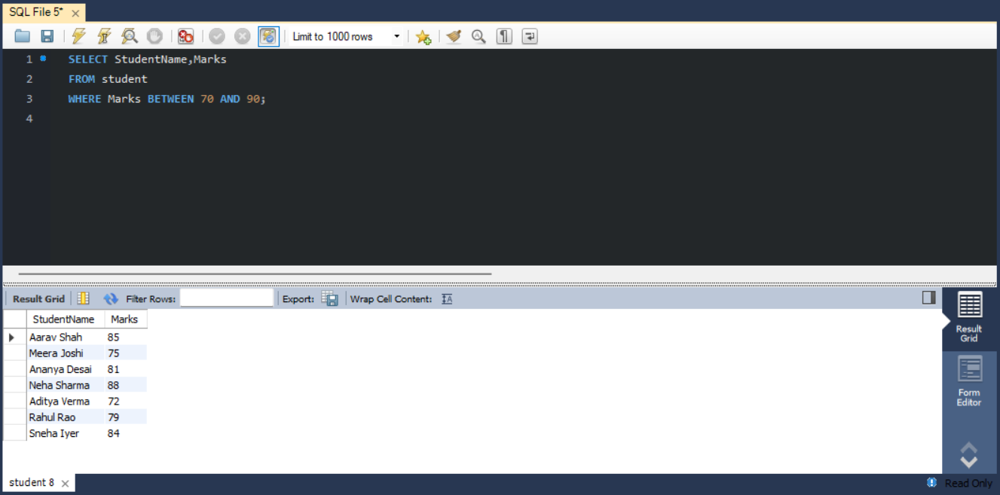 SQL File 5*
Limit to 1000 rows
1 SELECT StudentName,Marks
2 FROM student
3 WHERE Marks BETWEEN 70 AND 90;
4
Result Grid Filter Rows: Export: Wrap Cell Content:
StudentName Marks
Aarav Shah 85
Meera Joshi 75
Ananya Desai 81
Neha Sharma 88
Aditya Verma 72
Rahul Rao 79
Sneha Iyer 84
Result
Grid
Form
Editor
student 8
Read Only